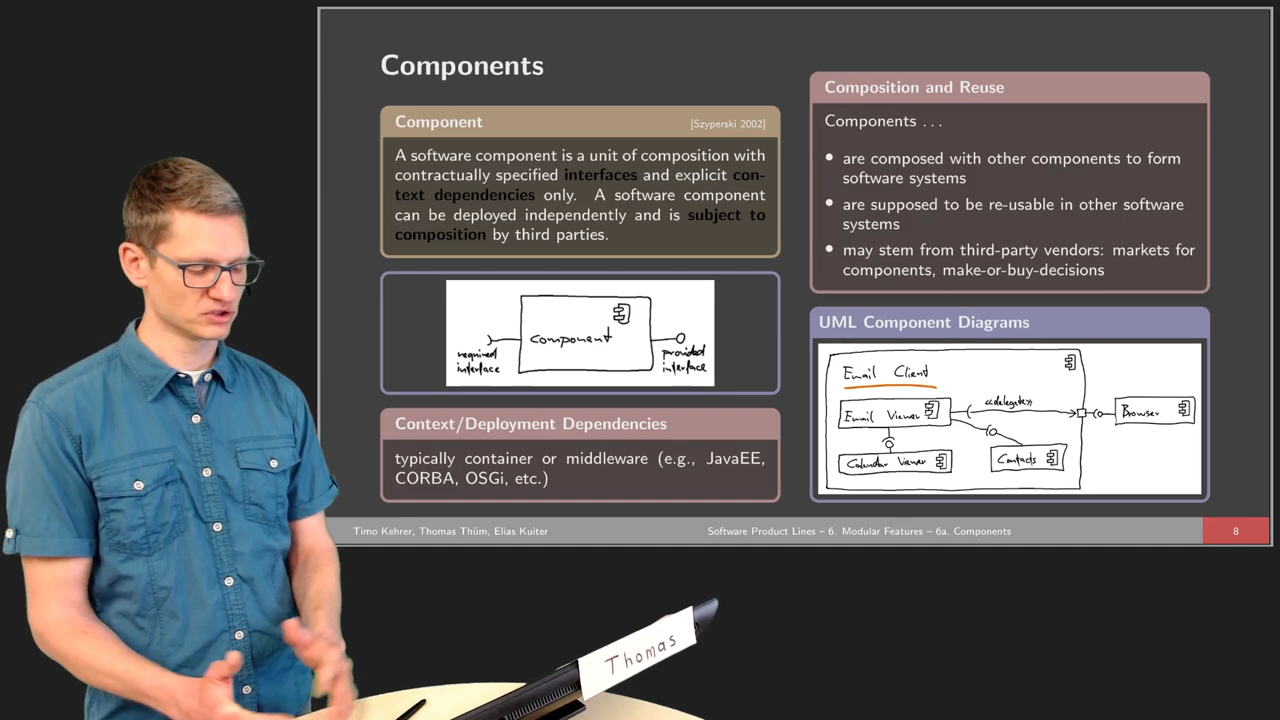 Components
Component
[Szyperski 2002]
A software component is a unit of composition with
contractually specified interfaces and explicit con-
text dependencies only. A software component
can be deployed independently and is subject to
composition by third parties.
component
required
interface
provided
interface
Context/Deployment Dependencies
typically container or middleware (e.g., JavaEE,
CORBA, OSGi, etc.)
Composition and Reuse
Components . . .
• are composed with other components to form
software systems
• are supposed to be re-usable in other software
systems
• may stem from third-party vendors: markets for
components, make-or-buy-decisions
UML Component Diagrams
Email Client
Email Viewer
«delegate»
Browser
Calendar Viewer
Contacts
Timo Kehrer, Thomas Thüm, Elias Kuiter
Software Product Lines – 6. Modular Features – 6a. Components
8
Thomas